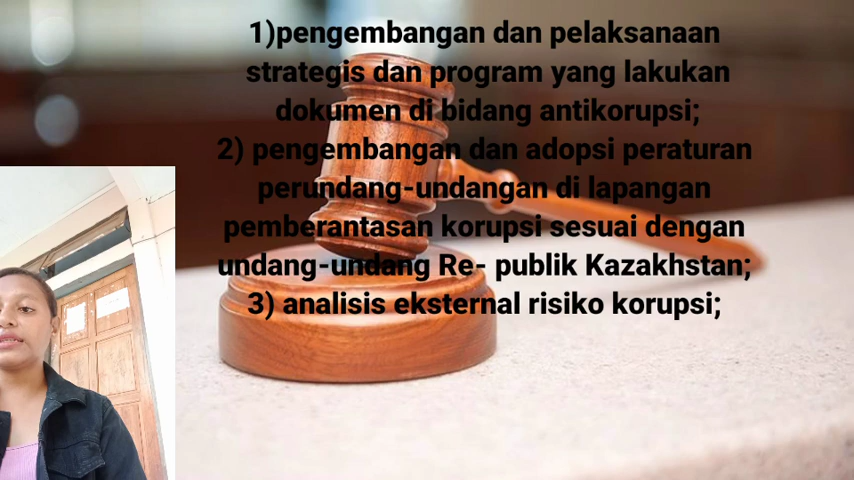 1)pengembangan dan pelaksanaan
strategis dan program yang lakukan
dokumen di bidang antikorupsi;
2) pengembangan dan adopsi peraturan
perundang-undangan di lapangan
pemberantasan korupsi sesuai dengan
undang-undang Re- publik Kazakhstan;
3) analisis eksternal risiko korupsi;